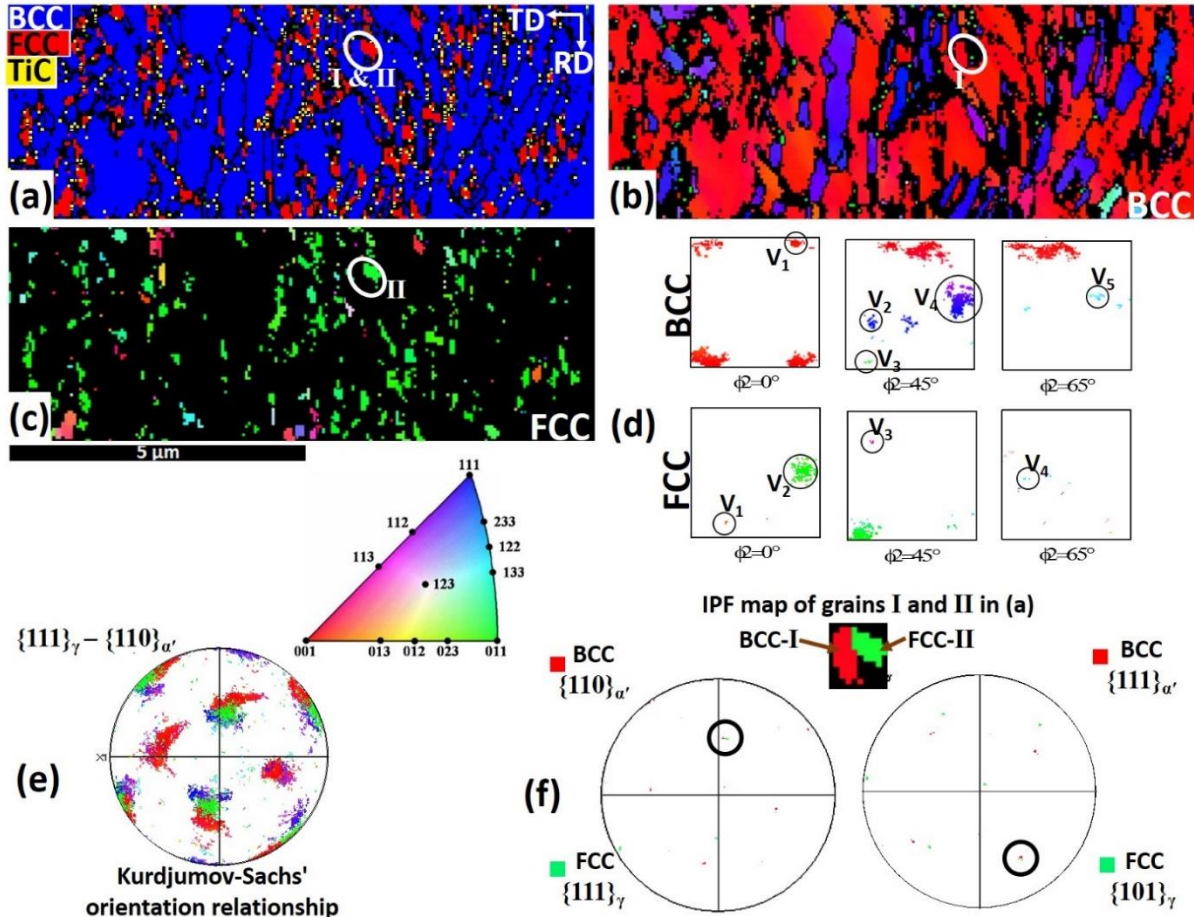 BCC
FCC
TiC
TD
RD
I & II
(a)
I
(b)
BCC
II
(c)
FCC
5 μm
BCC
V1
V2
V4
V3
V5
ϕ2=0°
ϕ2=45°
ϕ2=65°
(d)
FCC
V1
V2
V3
V4
ϕ2=0°
ϕ2=45°
ϕ2=65°
111
112
233
122
113
133
123
001
013
012
023
011
{111}γ – {110}α′
X1
(e)
Kurdjumov-Sachs'
orientation relationship
IPF map of grains I and II in (a)
BCC-I
FCC-II
BCC
{110}α′
BCC
{111}α′
(f)
FCC
{111}γ
FCC
{101}γ